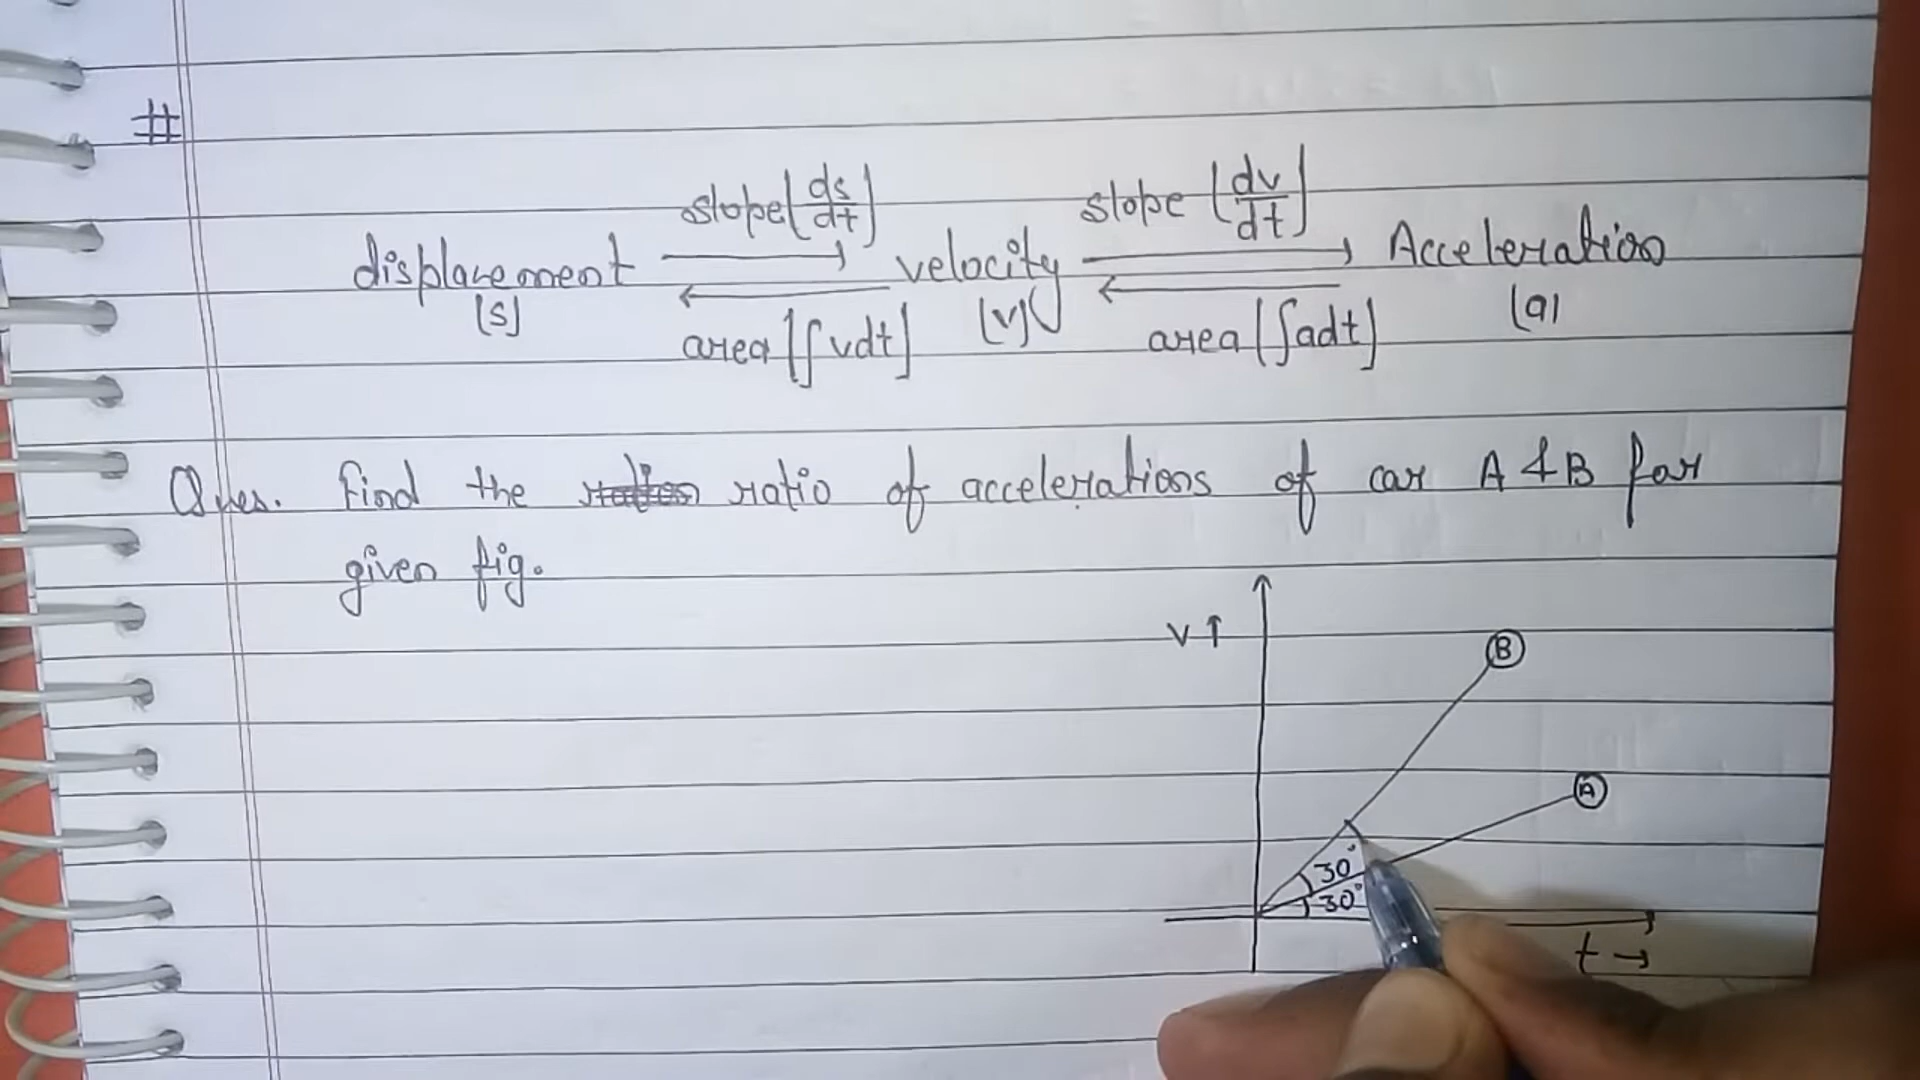 #
slope (ds/dt) slope (dv/dt)
displacement velocity Acceleration
(s) (v) (a)
area (∫vdt) area (∫adt)
Ques. Find the ratio of accelerations of car A & B for
given fig.
V ↑
B
A
30°
30°
t →